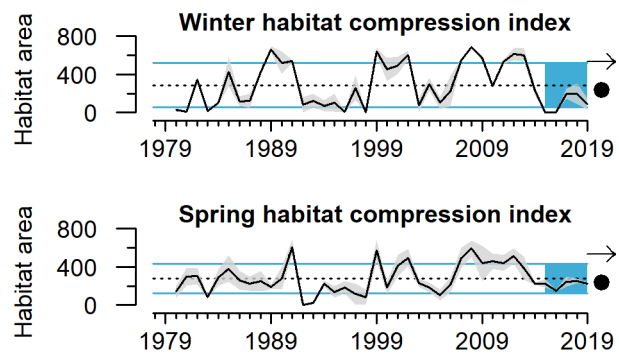 Winter habitat compression index
Habitat area
800
400
0
1979 1989 1999 2009 2019
Spring habitat compression index
Habitat area
800
400
0
1979 1989 1999 2009 2019